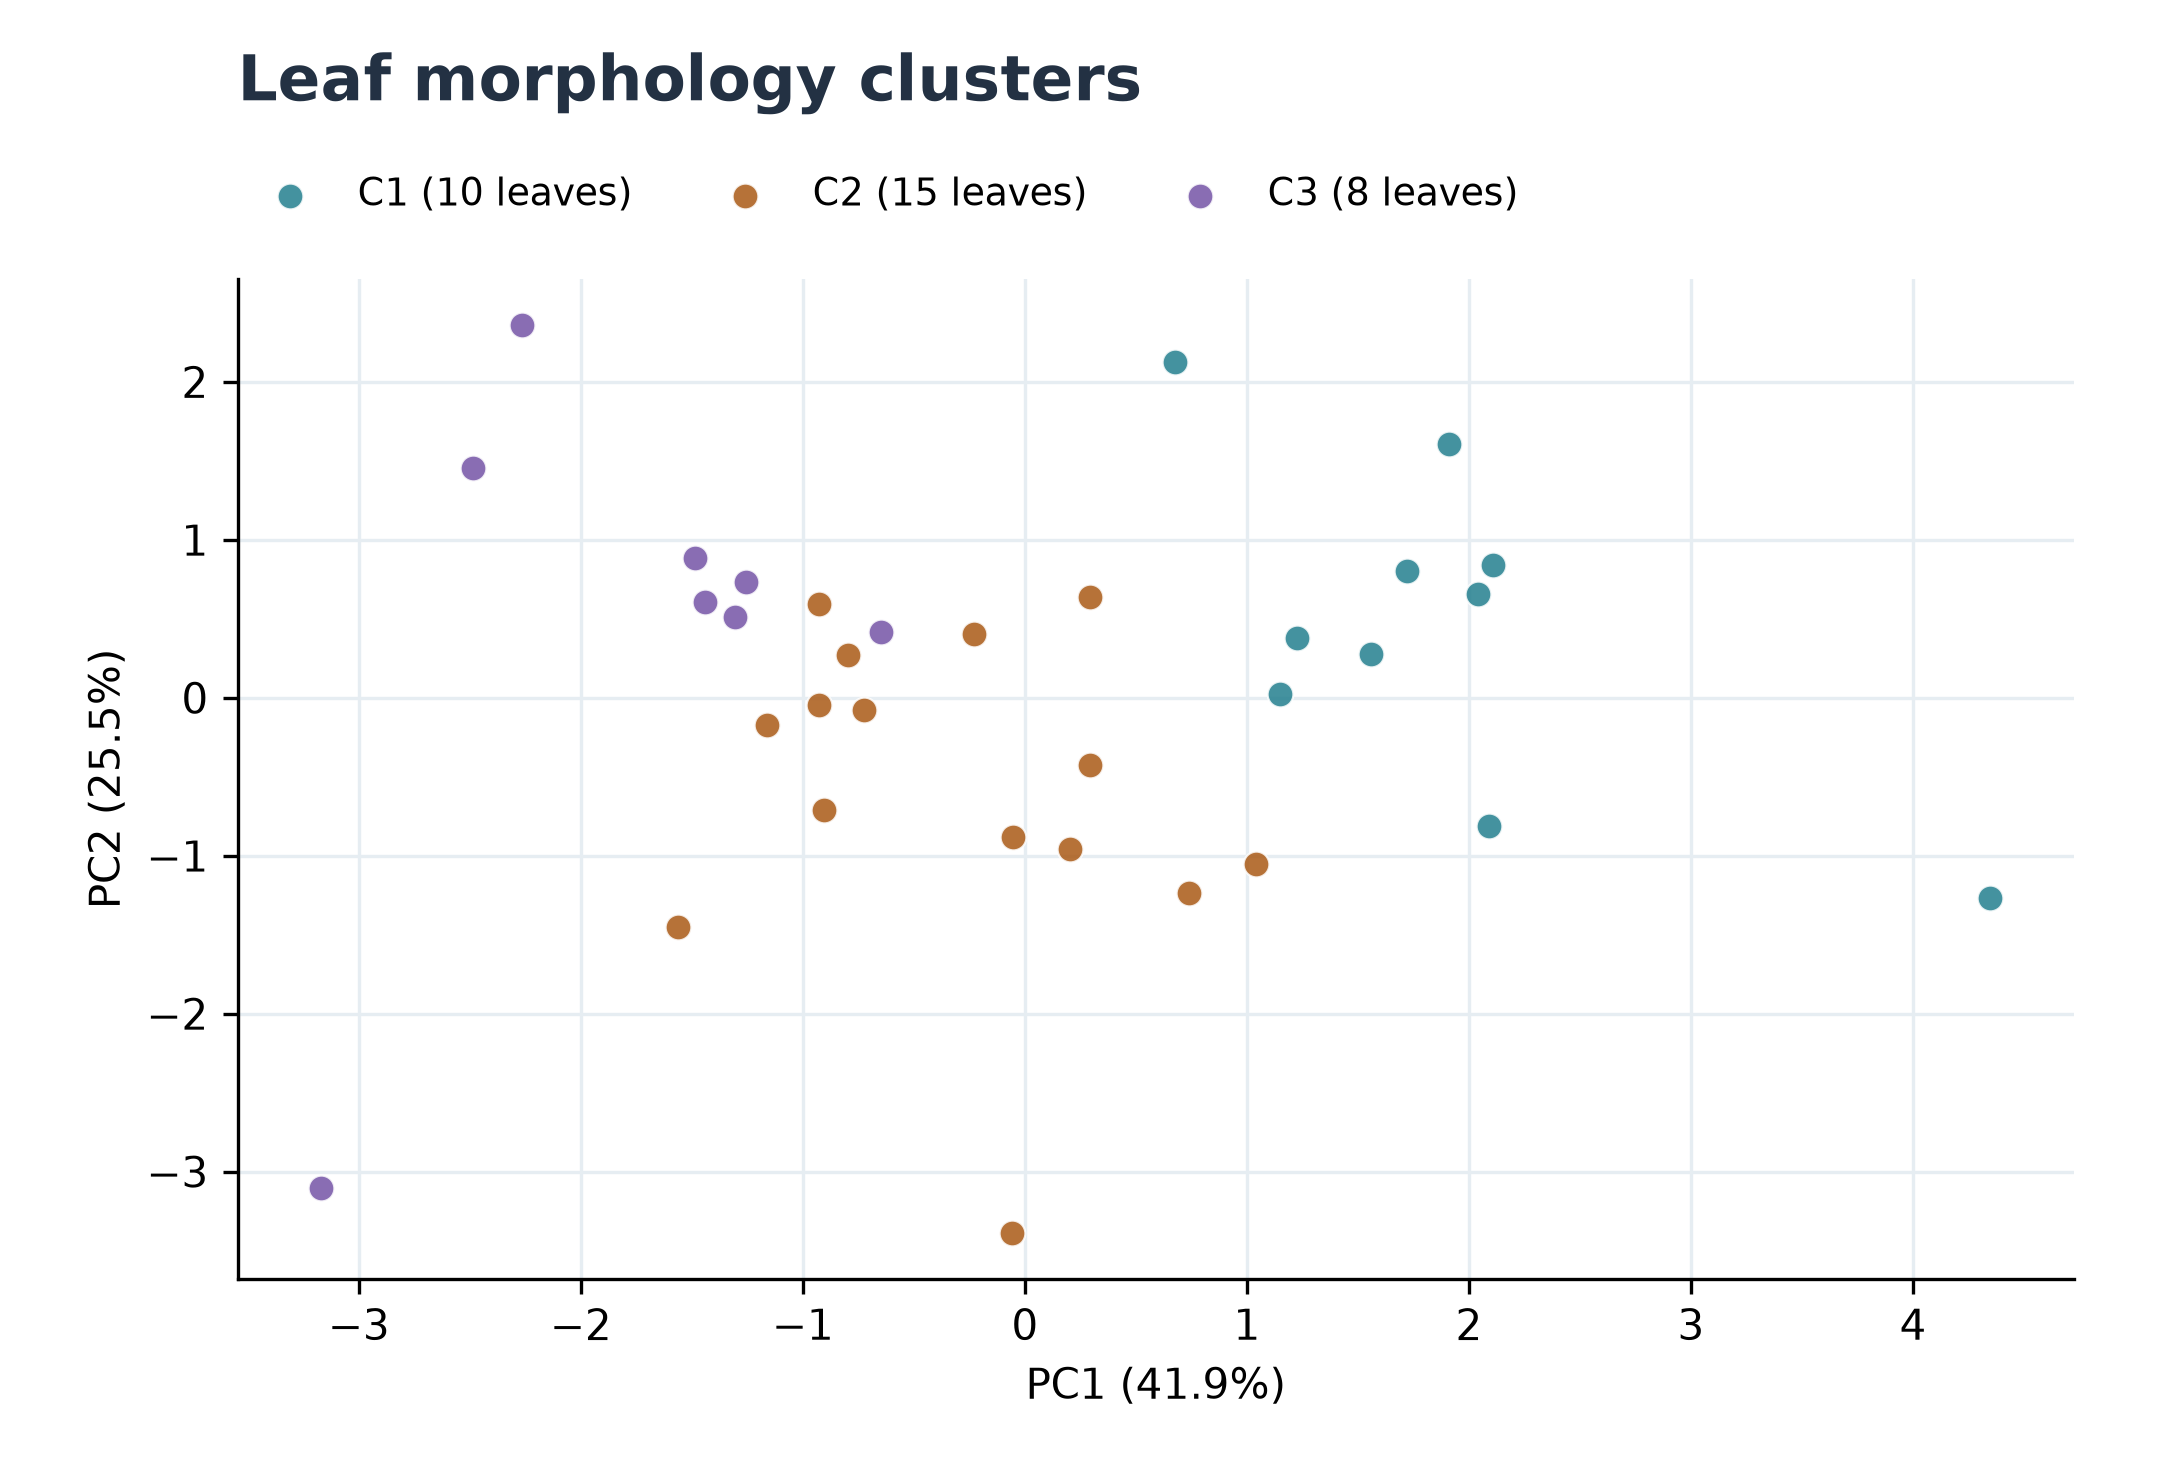 Leaf morphology clusters
C1 (10 leaves) C2 (15 leaves) C3 (8 leaves)
2
1
0
−1
−2
−3
PC2 (25.5%)
−3 −2 −1 0 1 2 3 4
PC1 (41.9%)